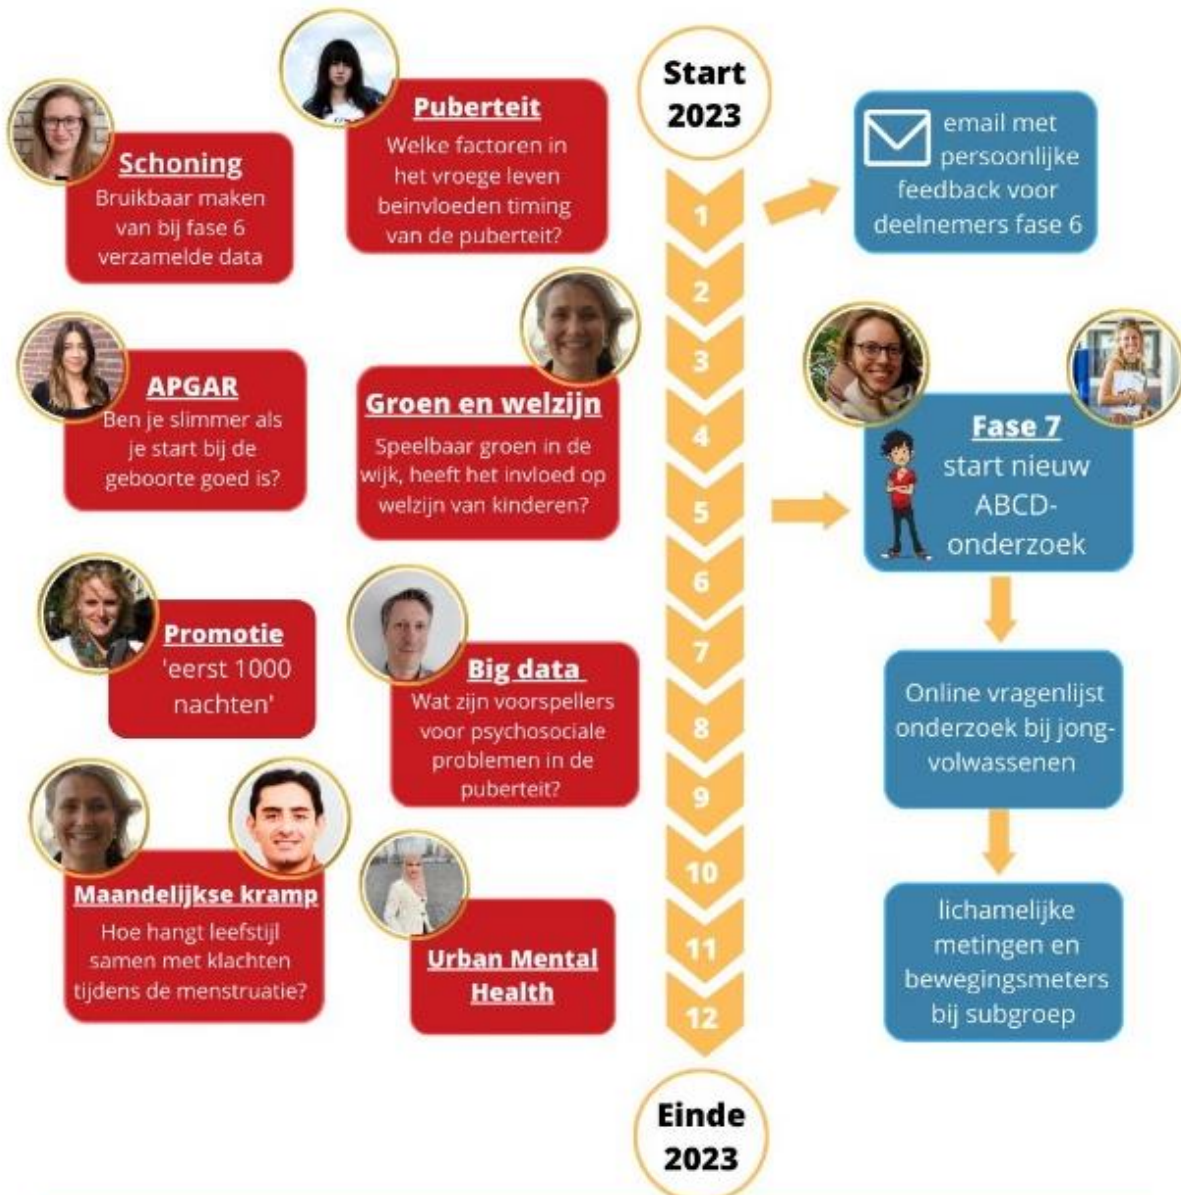 Start
2023
1
2
3
4
5
6
7
8
9
10
11
12
Einde
2023
Schoning
Bruikbaar maken
van bij fase 6
verzamelde data
Puberteit
Welke factoren in
het vroege leven
beinvloeden timing
van de puberteit?
APGAR
Ben je slimmer als
je start bij de
geboorte goed is?
Groen en welzijn
Speelbaar groen in de
wijk, heeft het invloed op
welzijn van kinderen?
Promotie
'eerst 1000
nachten'
Big data
Wat zijn voorspellers
voor psychosociale
problemen in de
puberteit?
Maandelijkse kramp
Hoe hangt leefstijl
samen met klachten
tijdens de menstruatie?
Urban Mental
Health
email met
persoonlijke
feedback voor
deelnemers fase 6
Fase 7
start nieuw
ABCD-
onderzoek
Online vragenlijst
onderzoek bij jong-
volwassenen
lichamelijke
metingen en
bewegingsmeters
bij subgroep